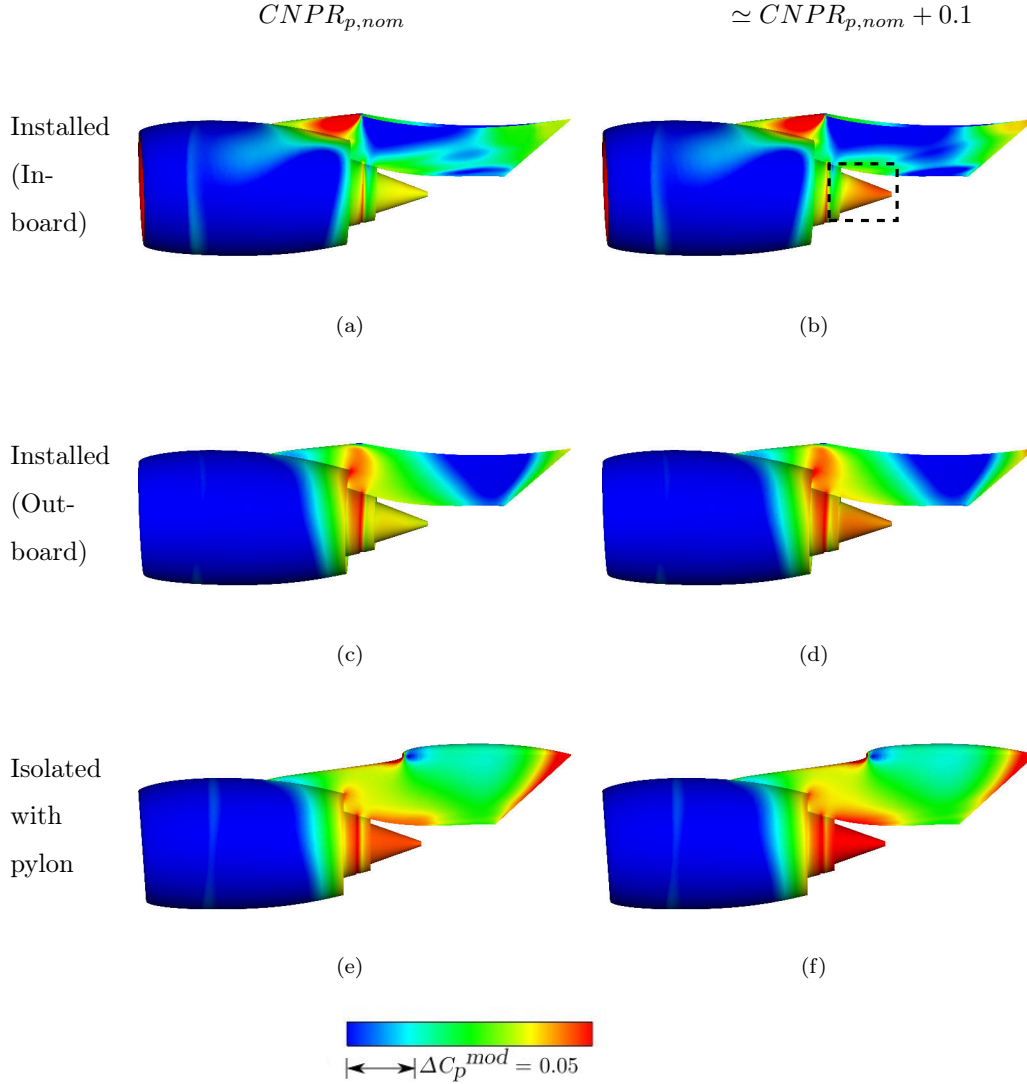 CNPR_{p,nom}
≃ CNPR_{p,nom} + 0.1
Installed
(In-
board)
(a)
(b)
Installed
(Out-
board)
(c)
(d)
Isolated
with
pylon
(e)
(f)
ΔC_p^{mod} = 0.05